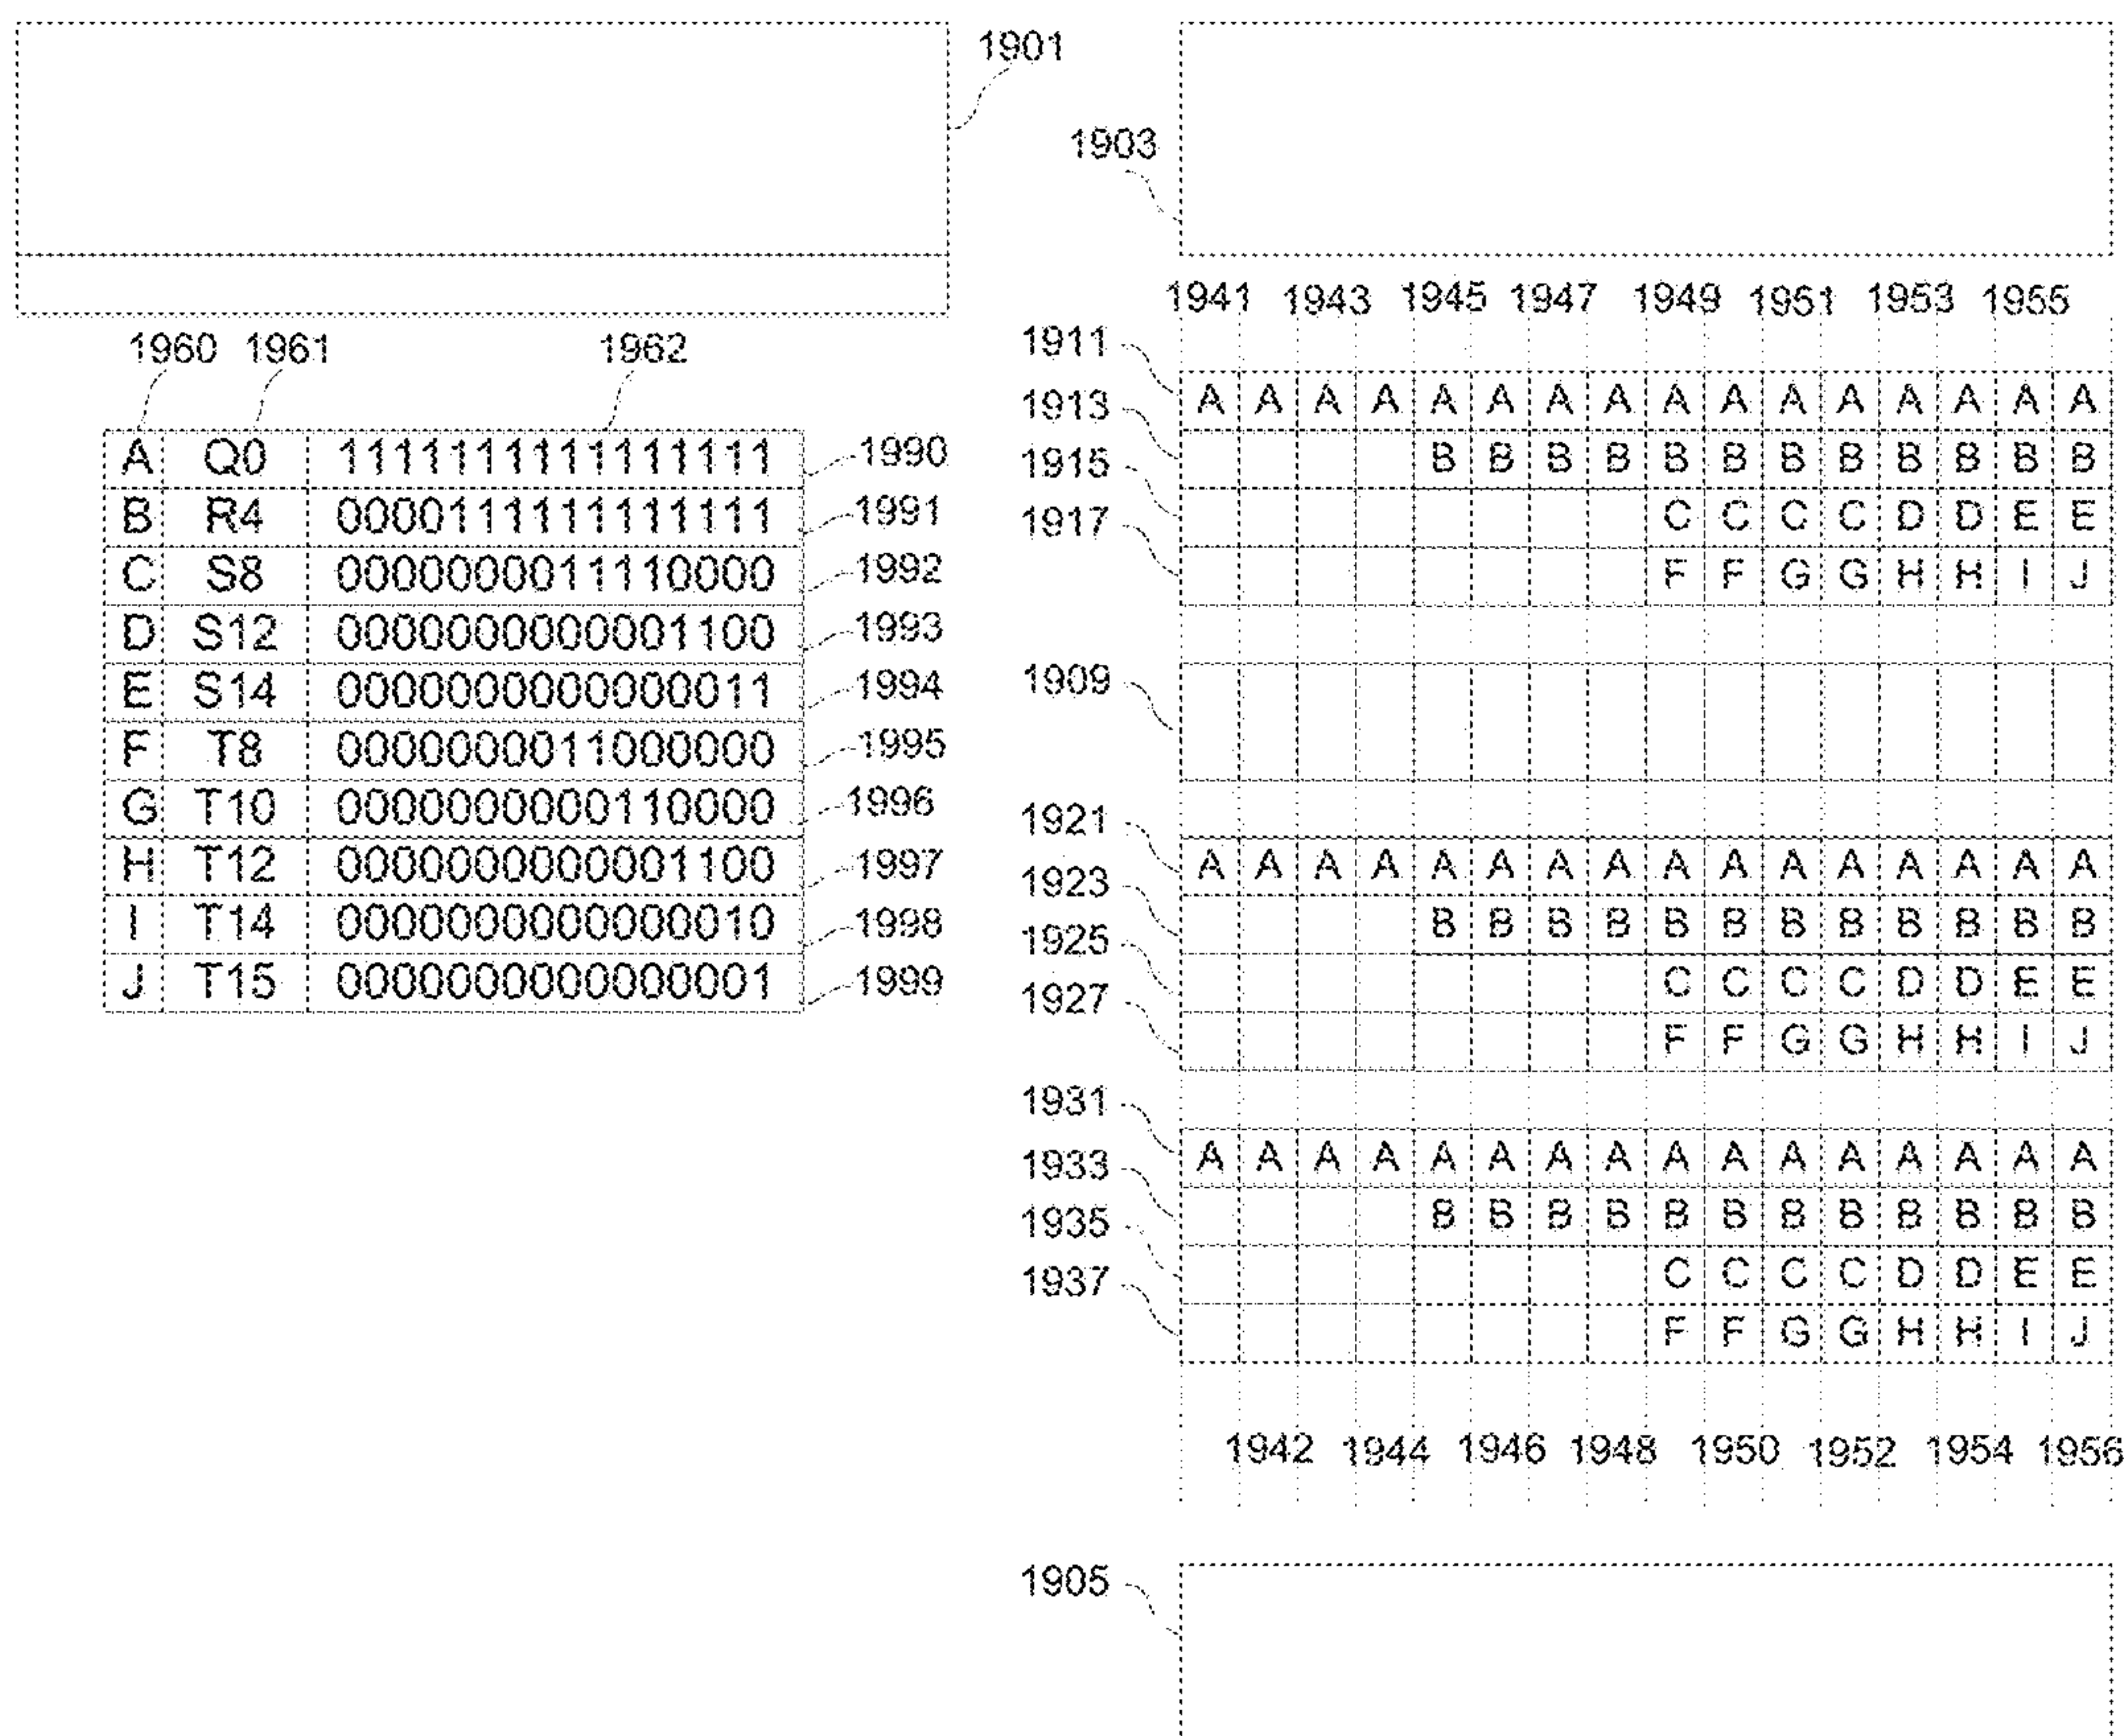 1901
1960 1961 1962
A Q0 1111111111111111 1990
B R4 0000111111111111 1991
C S8 0000000011110000 1992
D S12 0000000000001100 1993
E S14 0000000000000011 1994
F T8 0000000011000000 1995
G T10 0000000000110000 1996
H T12 0000000000001100 1997
I T14 0000000000000010 1998
J T15 0000000000000001 1999
1903
1941 1943 1945 1947 1949 1951 1953 1955
1911 A A A A A A A A A A A A A A A A
1913 B B B B B B B B B B B B
1915 C C C C D D E E
1917 F F G G H H I J
1909
1921 A A A A A A A A A A A A A A A A
1923 B B B B B B B B B B B B
1925 C C C C D D E E
1927 F F G G H H I J
1931 A A A A A A A A A A A A A A A A
1933 B B B B B B B B B B B B
1935 C C C C D D E E
1937 F F G G H H I J
1942 1944 1946 1948 1950 1952 1954 1956
1905